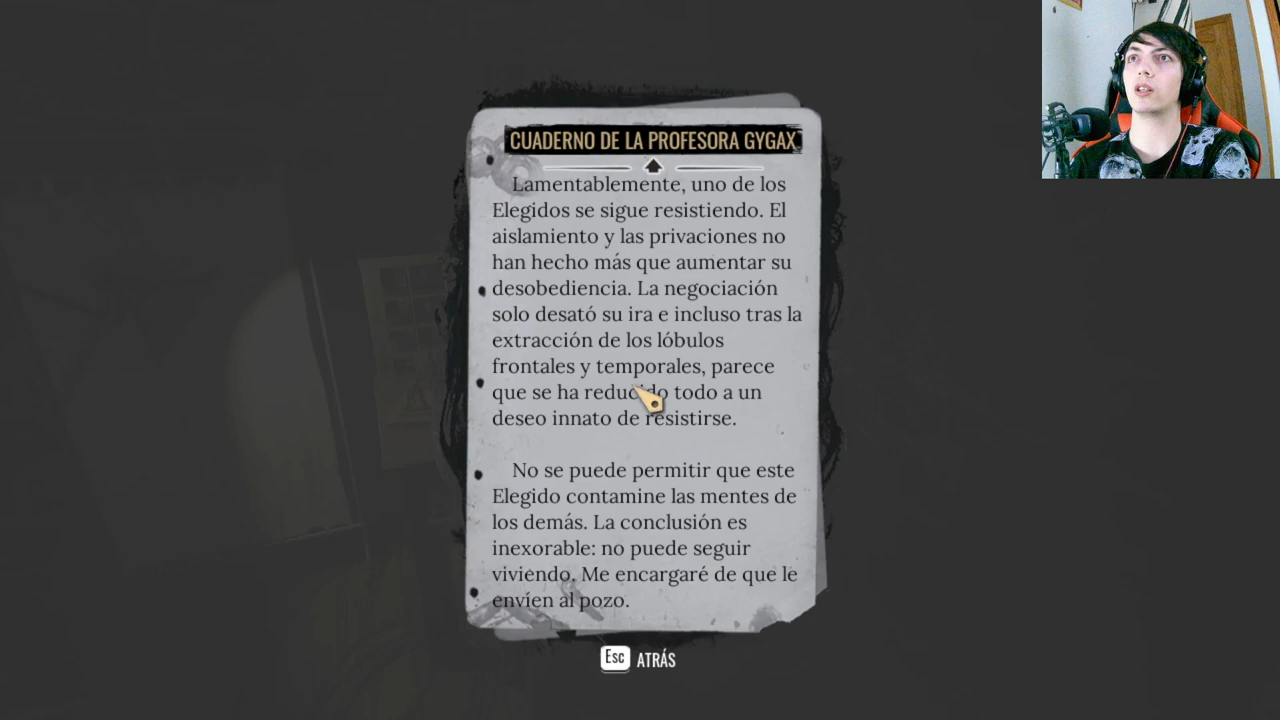 CUADERNO DE LA PROFESORA GYGAX
Lamentablemente, uno de los
Elegidos se sigue resistiendo. El
aislamiento y las privaciones no
han hecho más que aumentar su
desobediencia. La negociación
solo desató su ira e incluso tras la
extracción de los lóbulos
frontales y temporales, parece
que se ha reducido todo a un
deseo innato de resistirse.
No se puede permitir que este
Elegido contamine las mentes de
los demás. La conclusión es
inexorable: no puede seguir
viviendo. Me encargaré de que le
envíen al pozo.
Esc ATRÁS